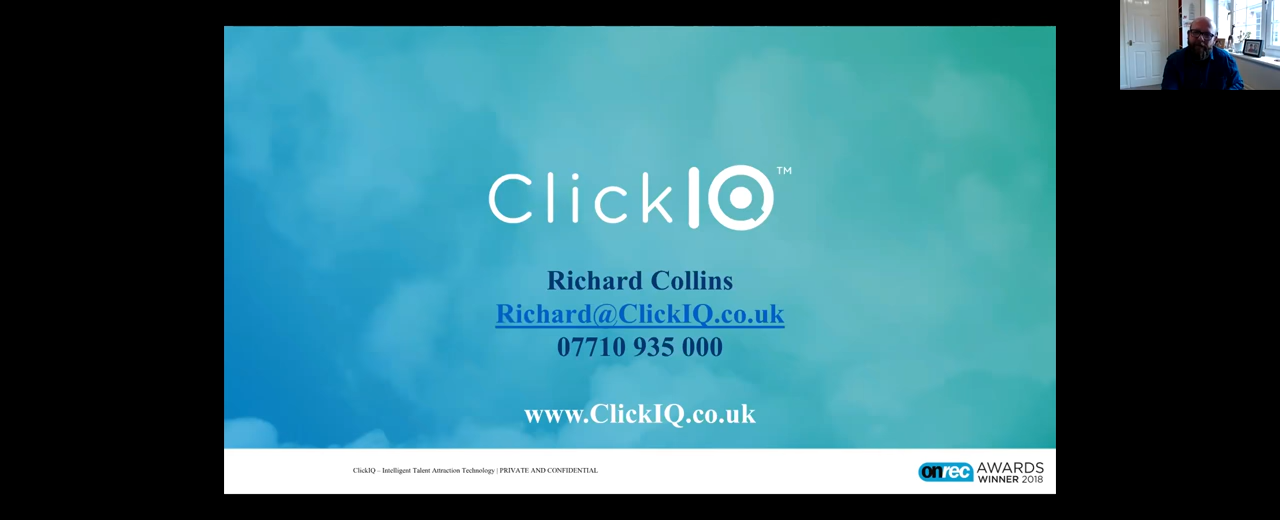 ClickIQ™
Richard Collins
Richard@ClickIQ.co.uk
07710 935 000
www.ClickIQ.co.uk
ClickIQ – Intelligent Talent Attraction Technology | PRIVATE AND CONFIDENTIAL
onrec AWARDS
WINNER 2018